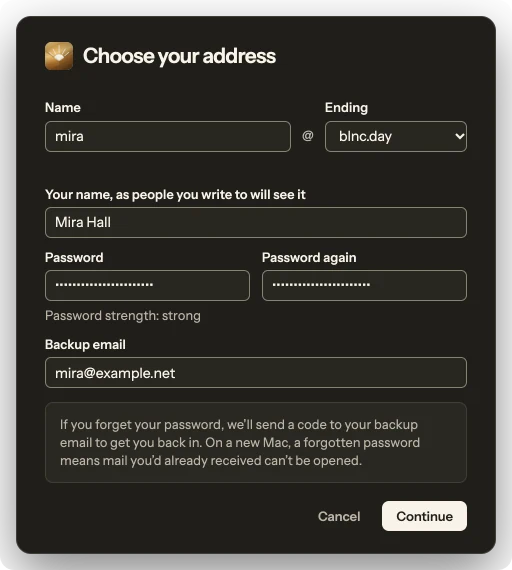 Choose your address
Name
Ending
mira
@
blnc.day
Your name, as people you write to will see it
Mira Hall
Password
Password again
Password strength: strong
Backup email
mira@example.net
If you forget your password, we'll send a code to your backup
email to get you back in. On a new Mac, a forgotten password
means mail you'd already received can't be opened.
Cancel
Continue